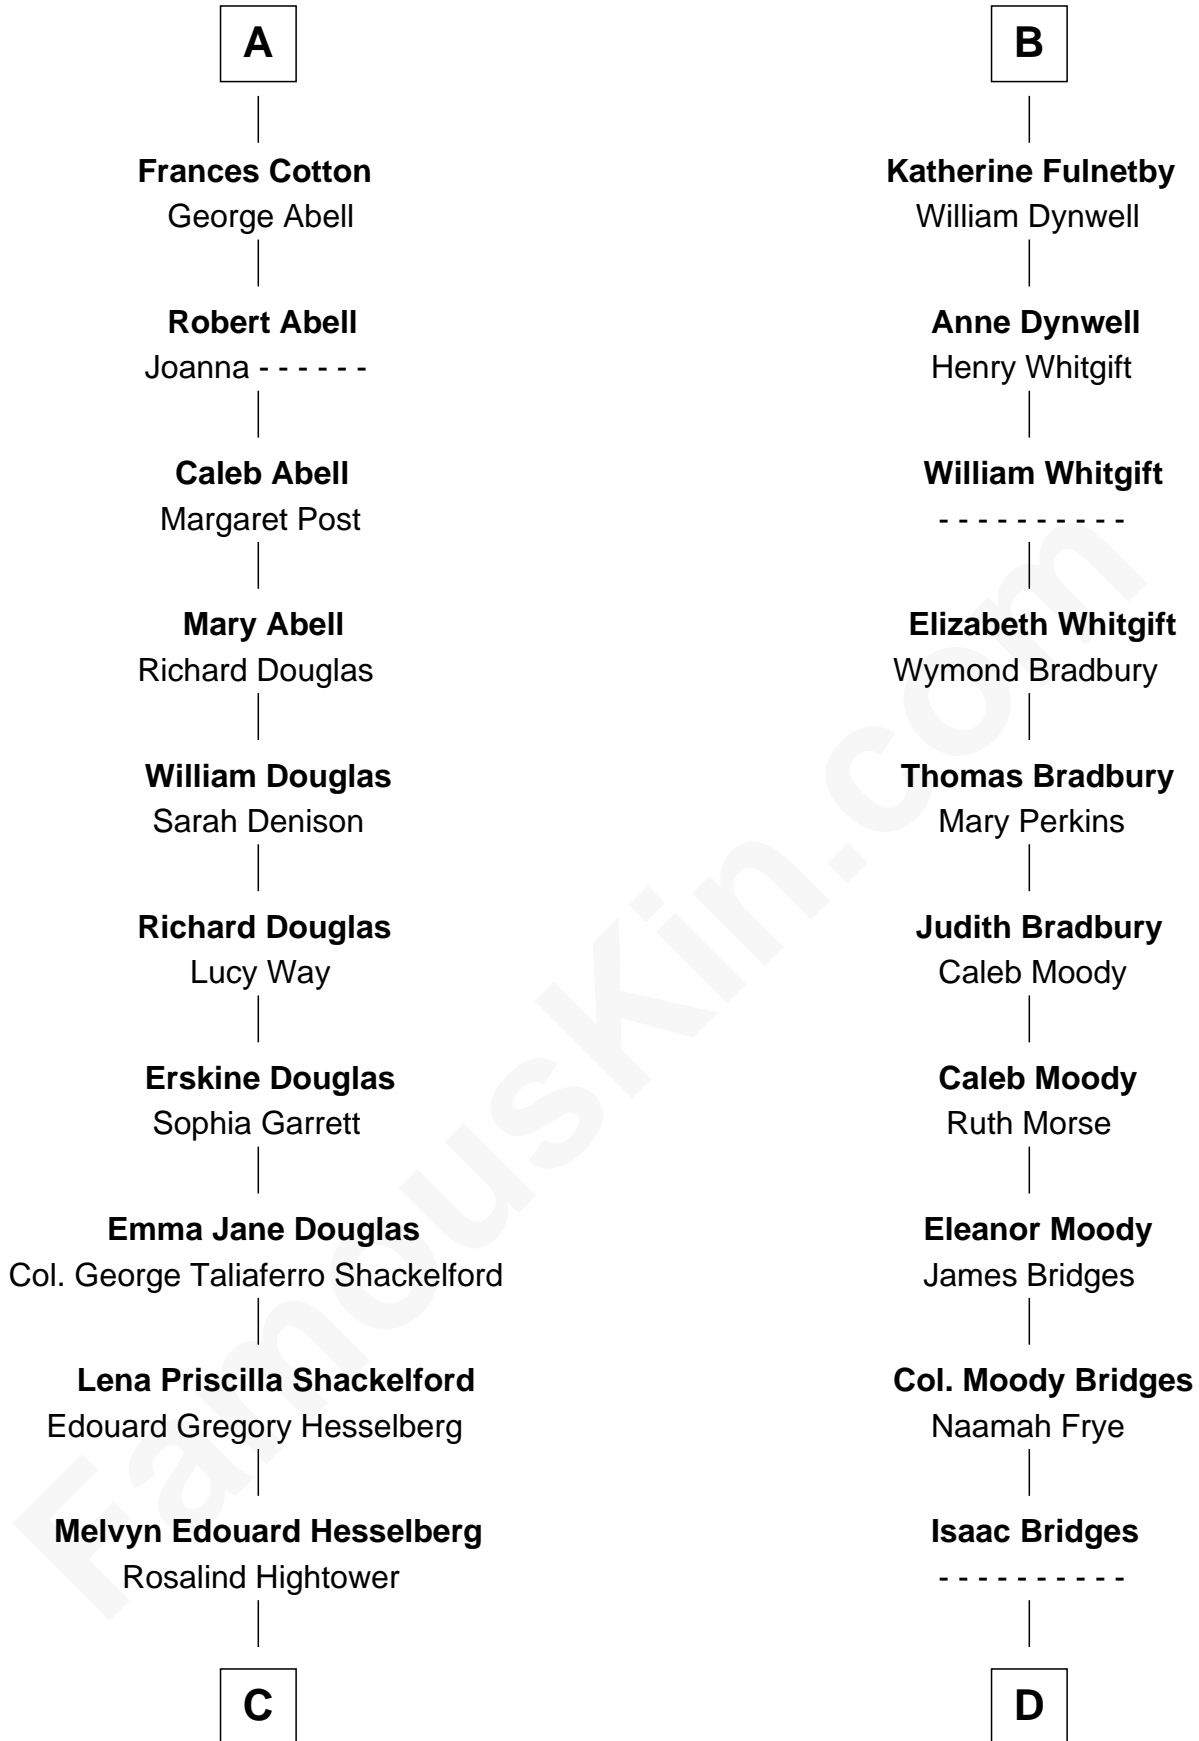 A
Frances Cotton
George Abell
Robert Abell
Joanna - - - - - -
Caleb Abell
Margaret Post
Mary Abell
Richard Douglas
William Douglas
Sarah Denison
Richard Douglas
Lucy Way
Erskine Douglas
Sophia Garrett
Emma Jane Douglas
Col. George Taliaferro Shackelford
Lena Priscilla Shackelford
Edouard Gregory Hesselberg
Melvyn Edouard Hesselberg
Rosalind Hightower
C
B
Katherine Fulnetby
William Dynwell
Anne Dynwell
Henry Whitgift
William Whitgift
- - - - - - - - - -
Elizabeth Whitgift
Wymond Bradbury
Thomas Bradbury
Mary Perkins
Judith Bradbury
Caleb Moody
Caleb Moody
Ruth Morse
Eleanor Moody
James Bridges
Col. Moody Bridges
Naamah Frye
Isaac Bridges
- - - - - - - - - -
D
FamousKin.com